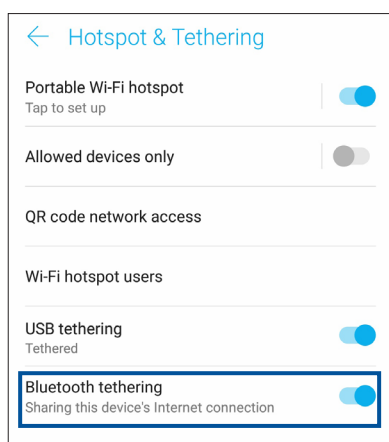 Hotspot & Tethering
Portable Wi-Fi hotspot
Tap to set up
Allowed devices only
QR code network access
Wi-Fi hotspot users
USB tethering
Tethered
Bluetooth tethering
Sharing this device's Internet connection